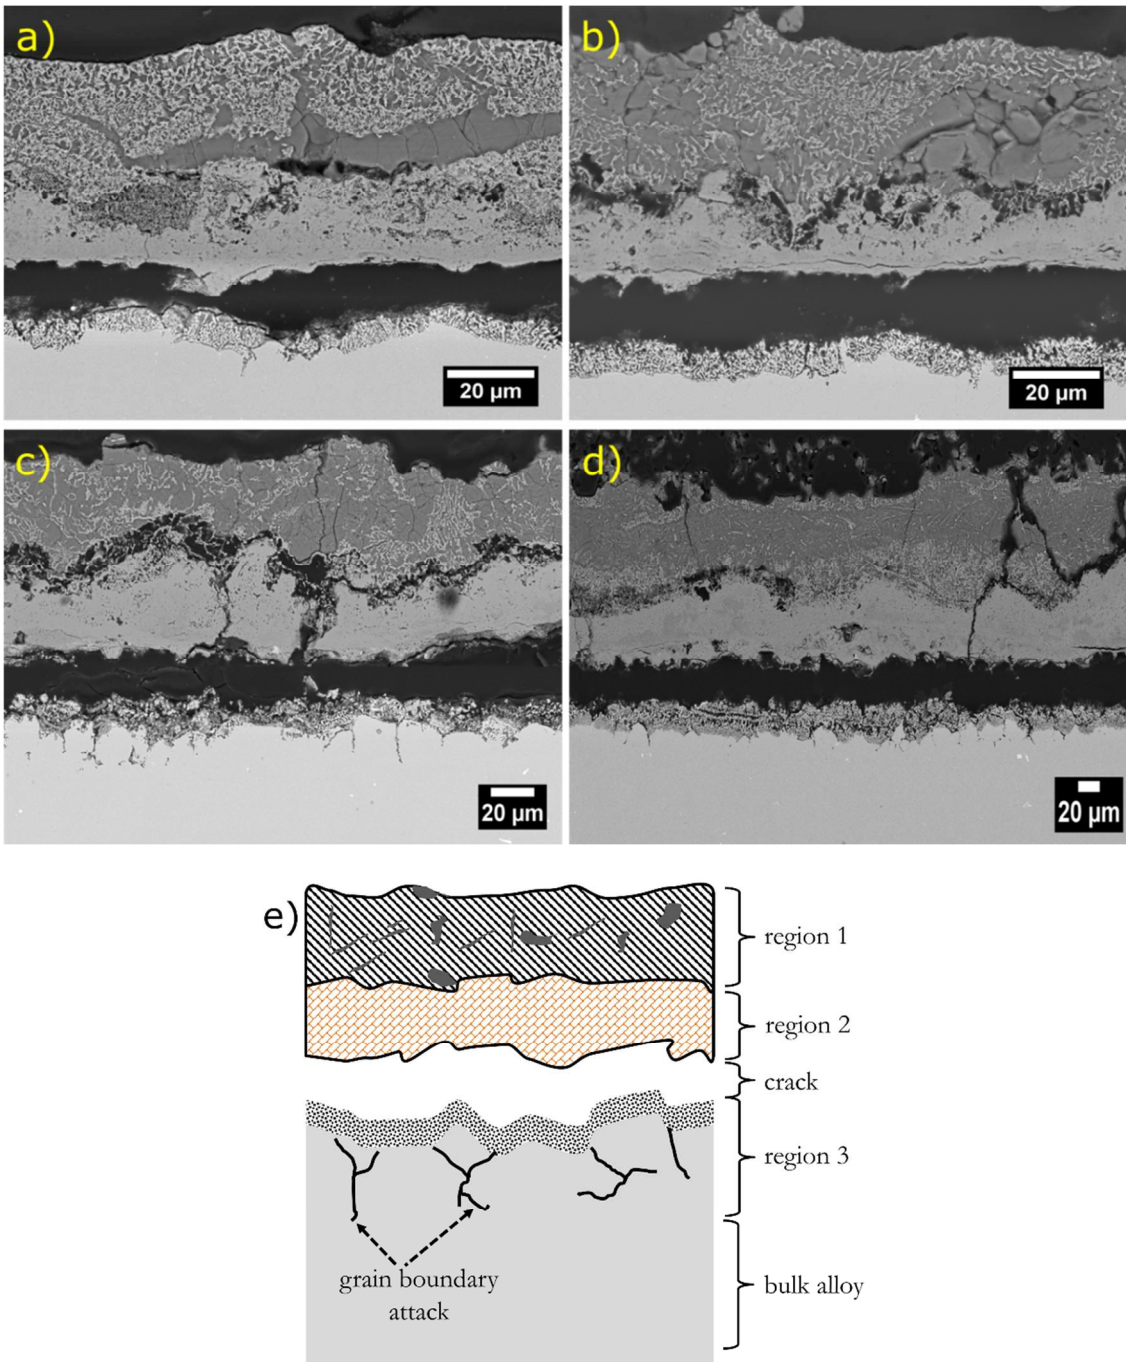 a)
b)
20 µm
20 µm
c)
d)
20 µm
20 µm
e)
region 1
region 2
crack
region 3
grain boundary
attack
bulk alloy